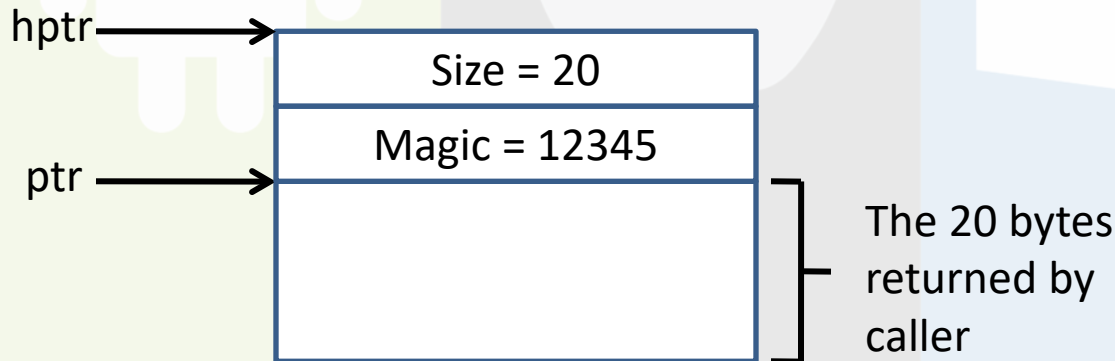 hptr
Size = 20
Magic = 12345
ptr
The 20 bytes
returned by
caller